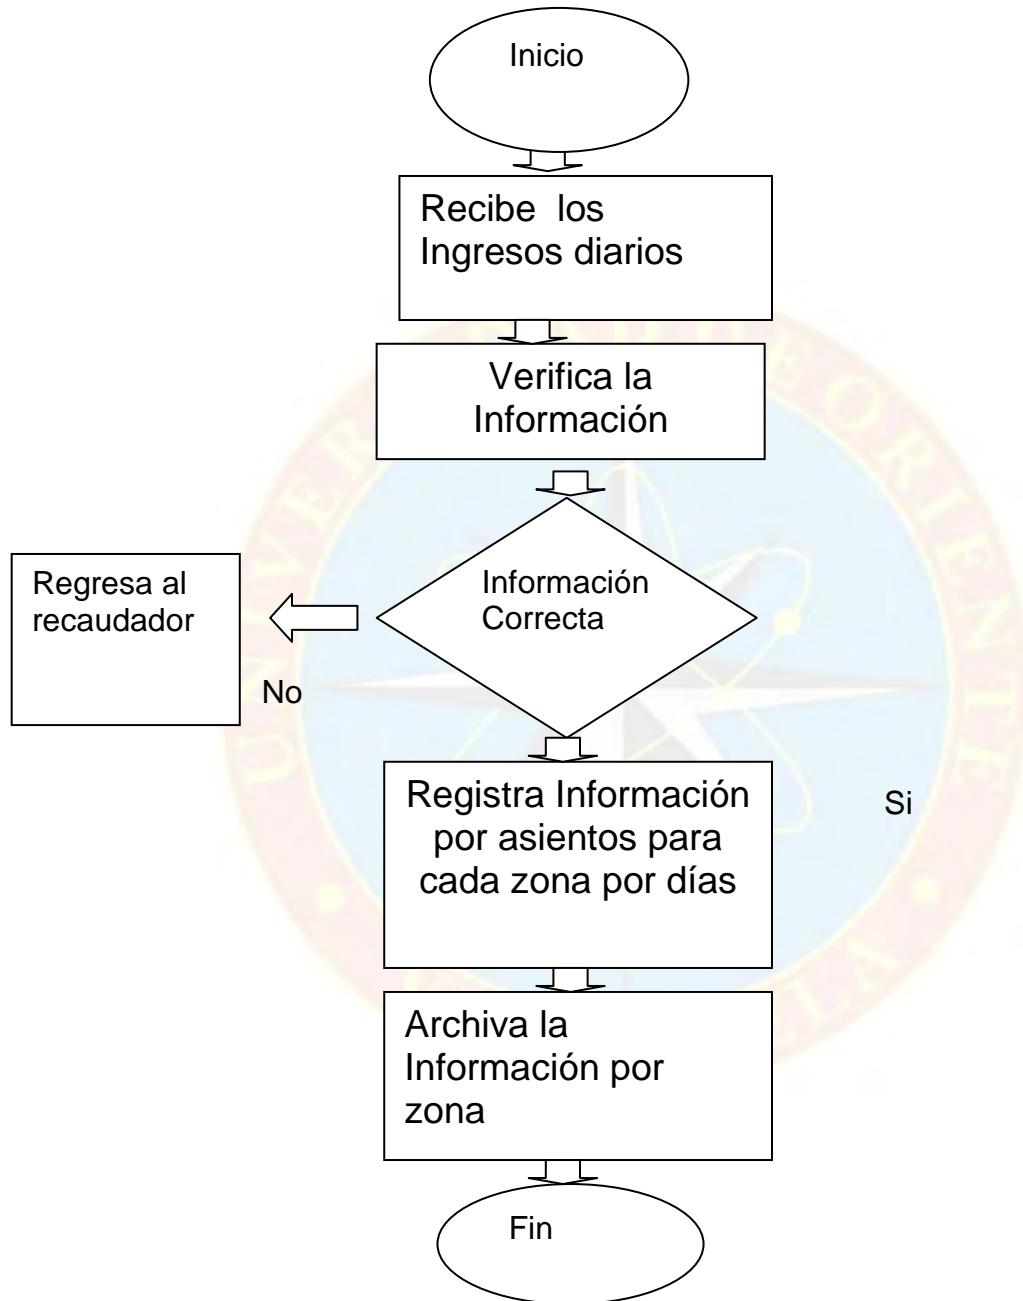 Inicio
Recibe los
Ingresos diarios
Verifica la
Información
Información
Correcta
Regresa al
recaudador
No
Si
Registra Información
por asientos para
cada zona por días
Archiva la
Información por
zona
Fin